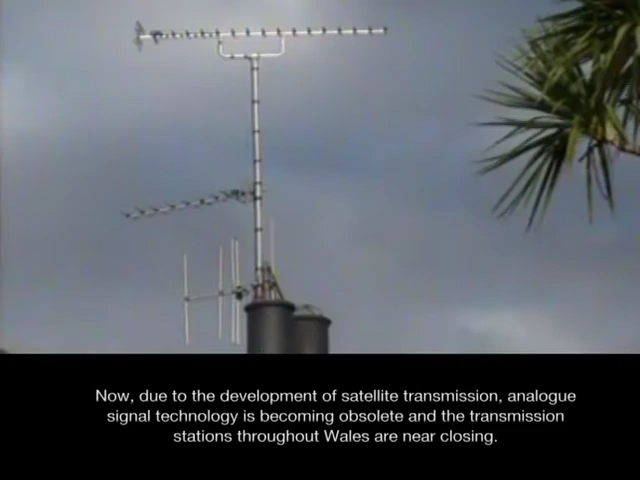 Now, due to the development of satellite transmission, analogue
signal technology is becoming obsolete and the transmission
stations throughout Wales are near closing.